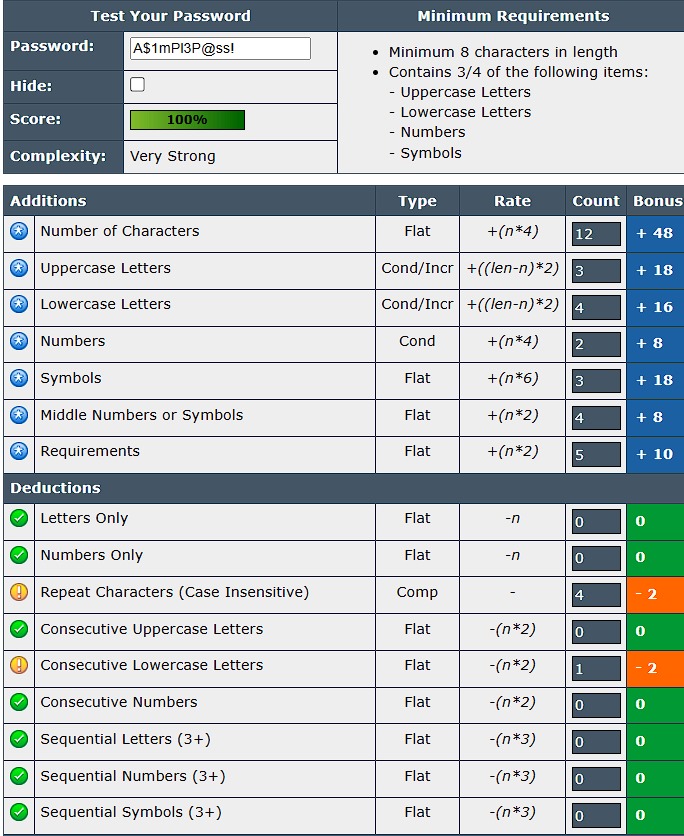 Test Your Password
Minimum Requirements
Password: A$1mPl3P@ss!
Hide:
Score: 100%
Complexity: Very Strong
• Minimum 8 characters in length
• Contains 3/4 of the following items:
- Uppercase Letters
- Lowercase Letters
- Numbers
- Symbols
Additions Type Rate Count Bonus
Number of Characters Flat +(n*4) 12 + 48
Uppercase Letters Cond/Incr +((len-n)*2) 3 + 18
Lowercase Letters Cond/Incr +((len-n)*2) 4 + 16
Numbers Cond +(n*4) 2 + 8
Symbols Flat +(n*6) 3 + 18
Middle Numbers or Symbols Flat +(n*2) 4 + 8
Requirements Flat +(n*2) 5 + 10
Deductions
Letters Only Flat -n 0 0
Numbers Only Flat -n 0 0
Repeat Characters (Case Insensitive) Comp - 4 - 2
Consecutive Uppercase Letters Flat -(n*2) 0 0
Consecutive Lowercase Letters Flat -(n*2) 1 - 2
Consecutive Numbers Flat -(n*2) 0 0
Sequential Letters (3+) Flat -(n*3) 0 0
Sequential Numbers (3+) Flat -(n*3) 0 0
Sequential Symbols (3+) Flat -(n*3) 0 0